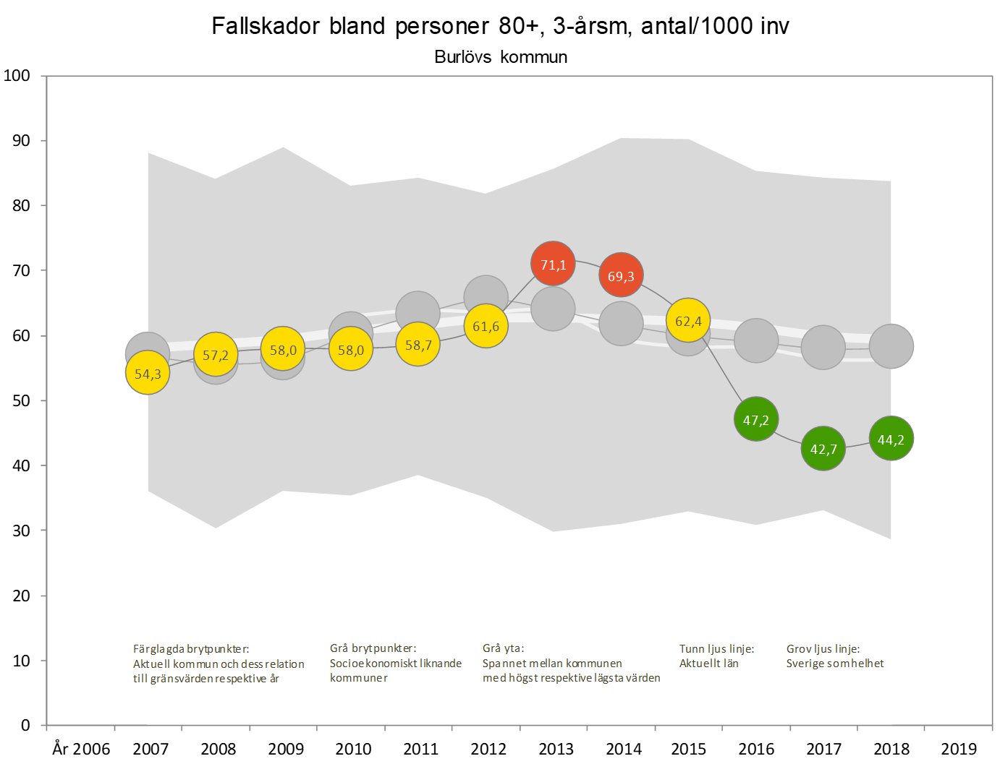 Fallskador bland personer 80+, 3-årsm, antal/1000 inv
Burlövs kommun
100
90
80
70
60
50
40
30
20
10
0
54,3
57,2
58,0
58,0
58,7
61,6
71,1
69,3
62,4
47,2
42,7
44,2
Färglagda brytpunkter:
Aktuell kommun och dess relation
till gränsvärden respektive år
Grå brytpunkter:
Socioekonomiskt liknande
kommuner
Grå yta:
Spannet mellan kommunen
med högst respektive lägsta värden
Tunn ljus linje:
Aktuellt län
Grov ljus linje:
Sverige som helhet
År 2006 2007 2008 2009 2010 2011 2012 2013 2014 2015 2016 2017 2018 2019